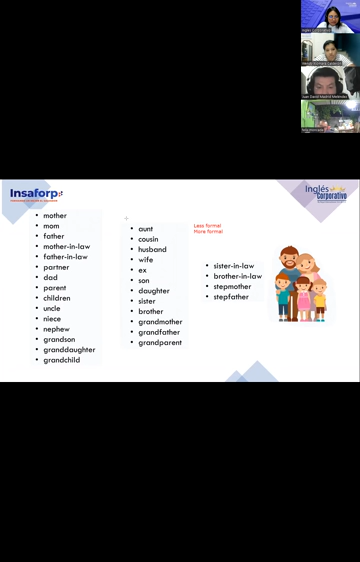 Insaforp
Inglés
Corporativo
• mother
• mom
• father
• mother-in-law
• father-in-law
• partner
• dad
• parent
• children
• uncle
• niece
• nephew
• grandson
• granddaughter
• grandchild
• aunt
• cousin
• husband
• wife
• ex
• son
• daughter
• sister
• brother
• grandmother
• grandfather
• grandparent
Less formal
More formal
• sister-in-law
• brother-in-law
• stepmother
• stepfather